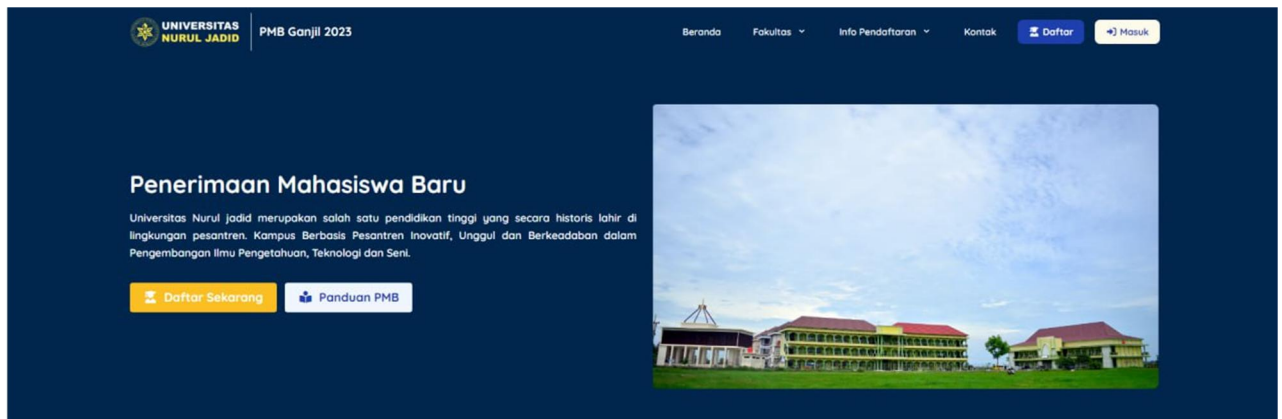 UNIVERSITAS
NURUL JADID
PMB Ganjil 2023
Beranda
Fakultas
Info Pendaftaran
Kontak
Daftar
Masuk
Penerimaan Mahasiswa Baru
Universitas Nurul jadid merupakan salah satu pendidikan tinggi yang secara historis lahir di
lingkungan pesantren. Kampus Berbasis Pesantren Inovatif, Unggul dan Berkeadaban dalam
Pengembangan Ilmu Pengetahuan, Teknologi dan Seni.
Daftar Sekarang
Panduan PMB